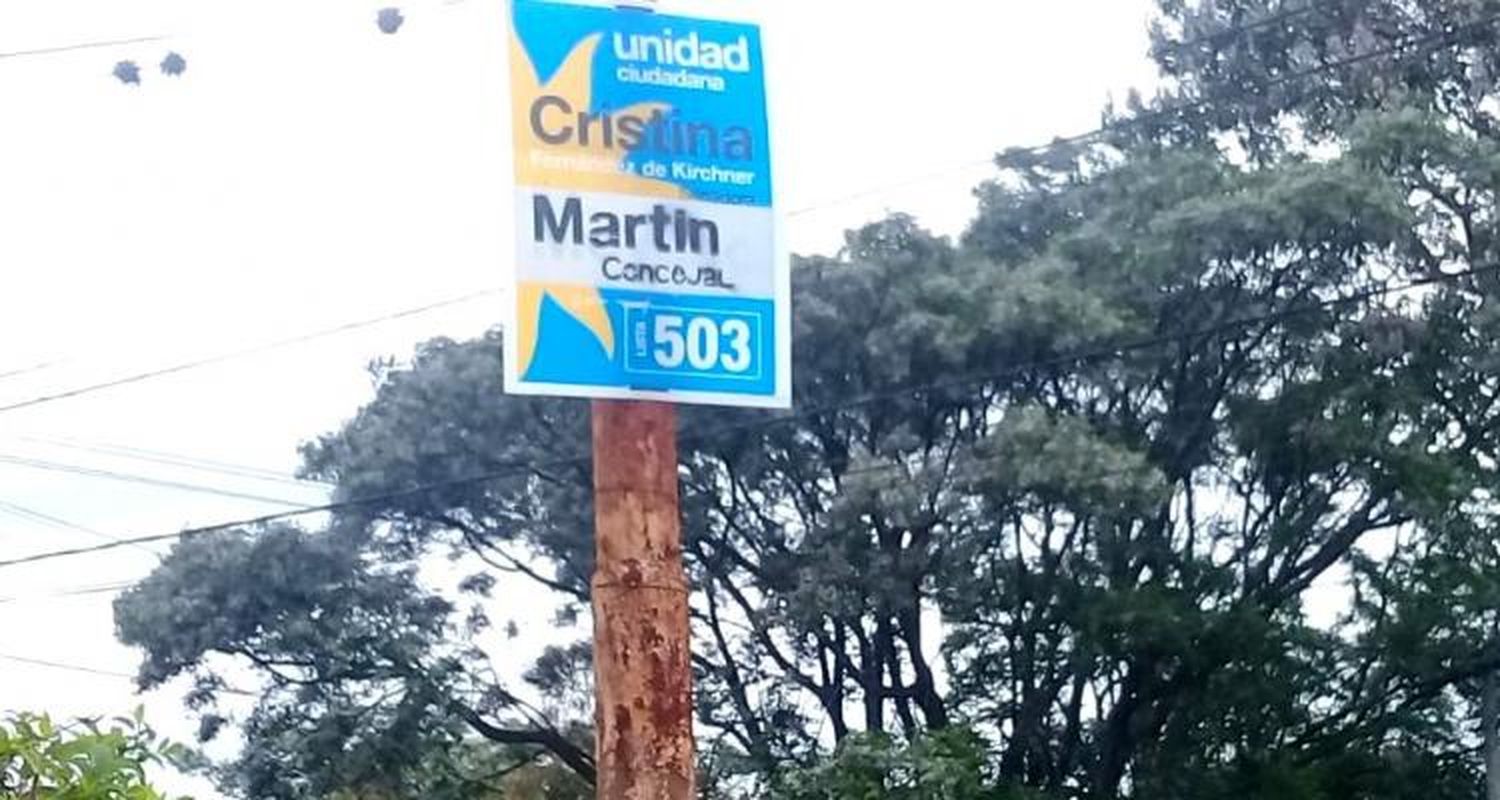 unidad
ciudadana
Cristina
Fernández de Kirchner
Martin
Concejal
LISTA 503